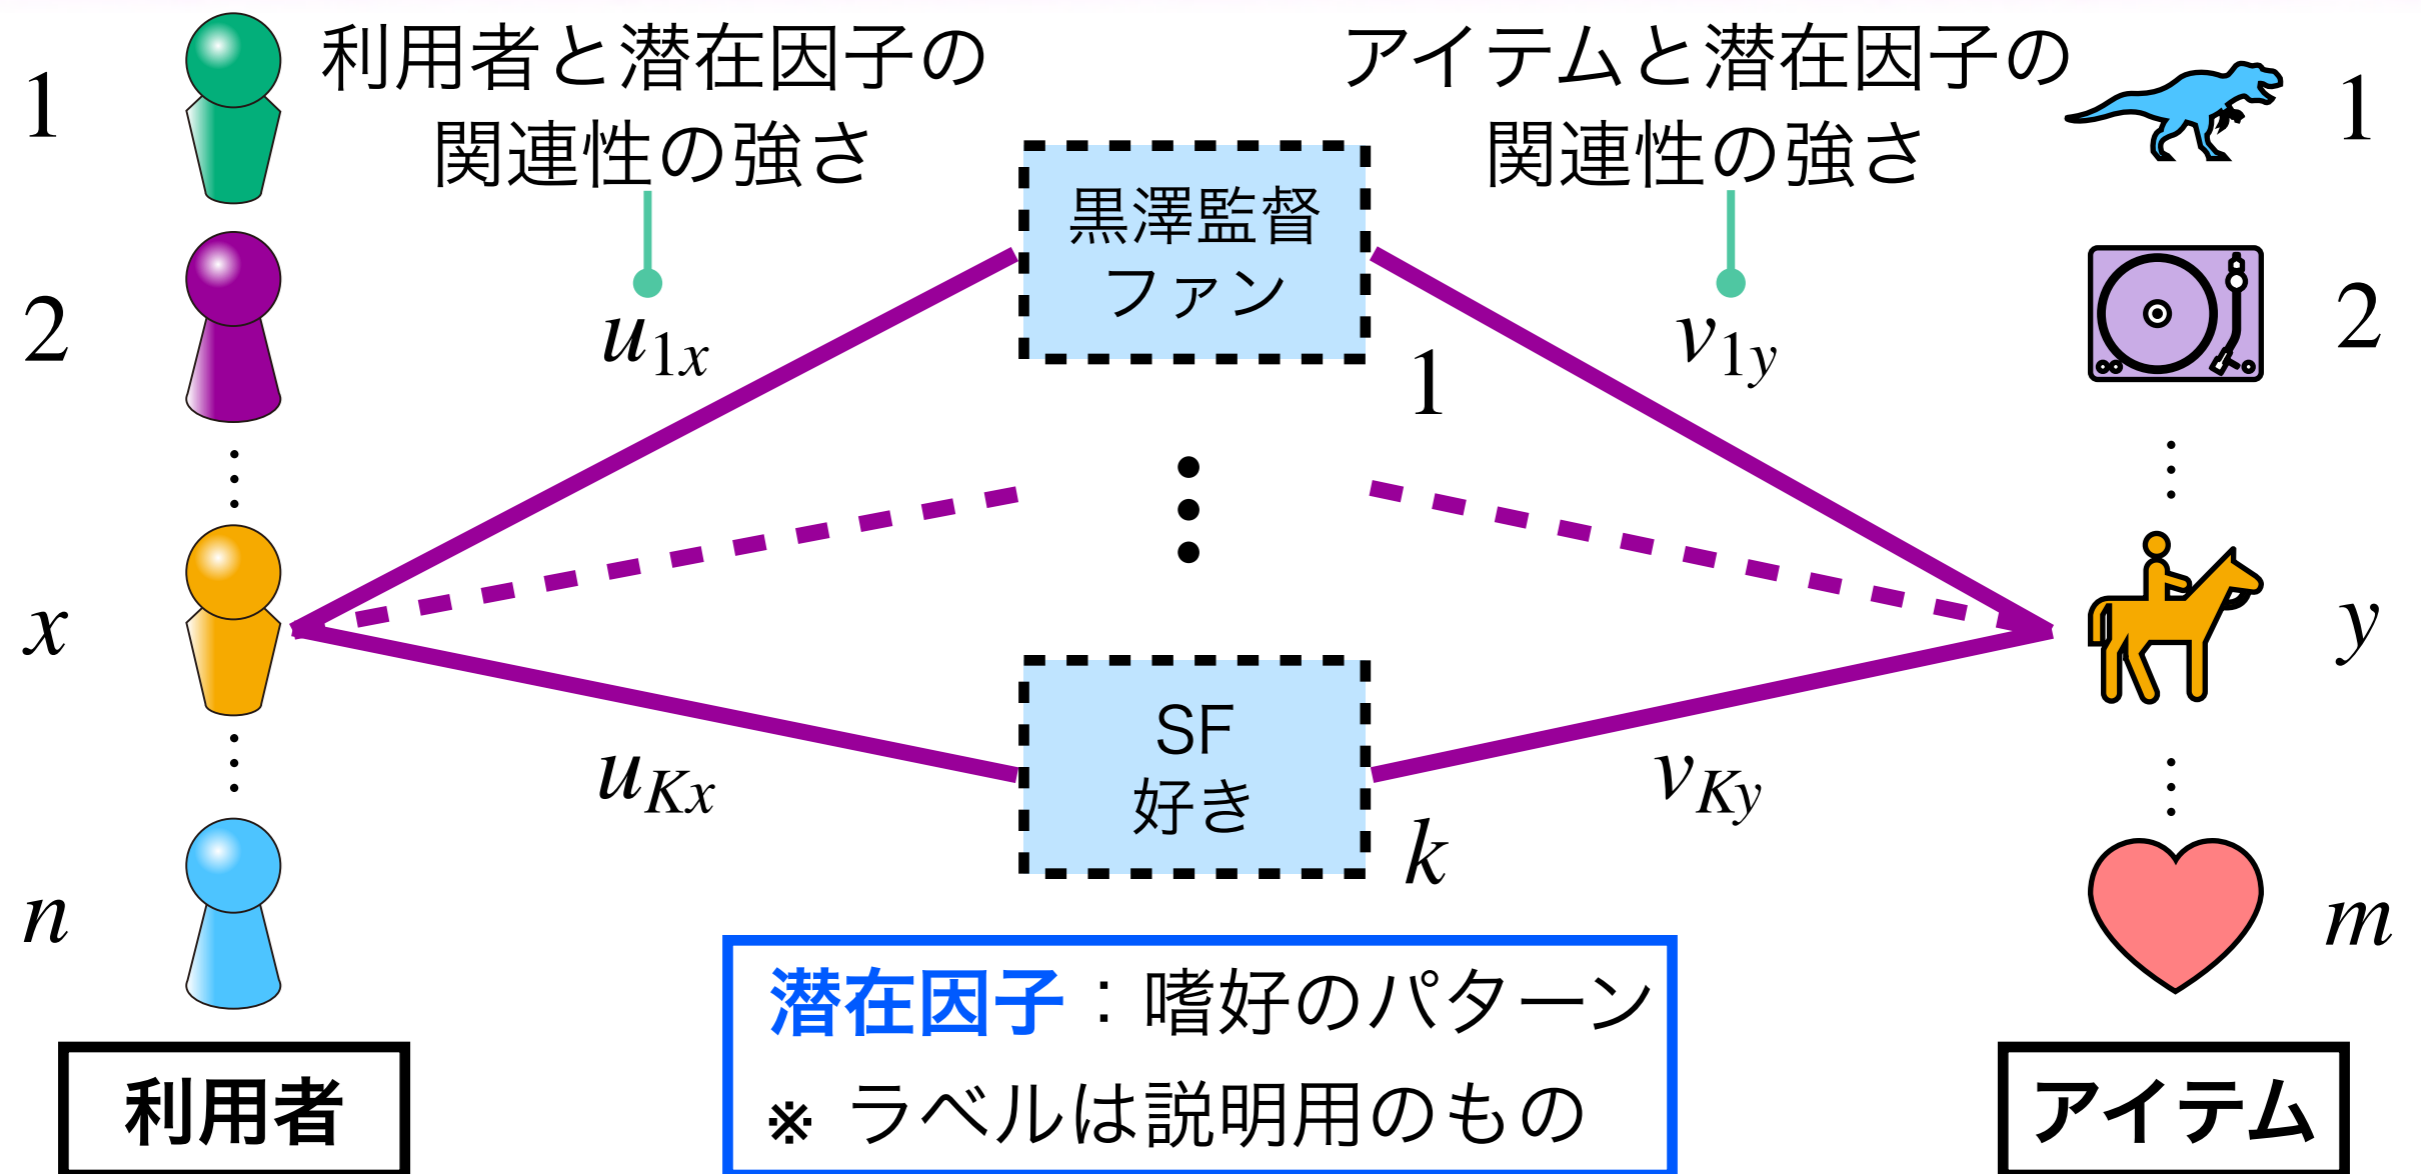 利用者と潜在因子の
関連性の強さ
アイテムと潜在因子の
関連性の強さ
1
2
⋮
x
⋮
n
u1x
uKx
黒澤監督
ファン
1
⋮
SF
好き
k
v1y
vKy
1
2
⋮
y
⋮
m
潜在因子：嗜好のパターン
※ ラベルは説明用のもの
利用者
アイテム